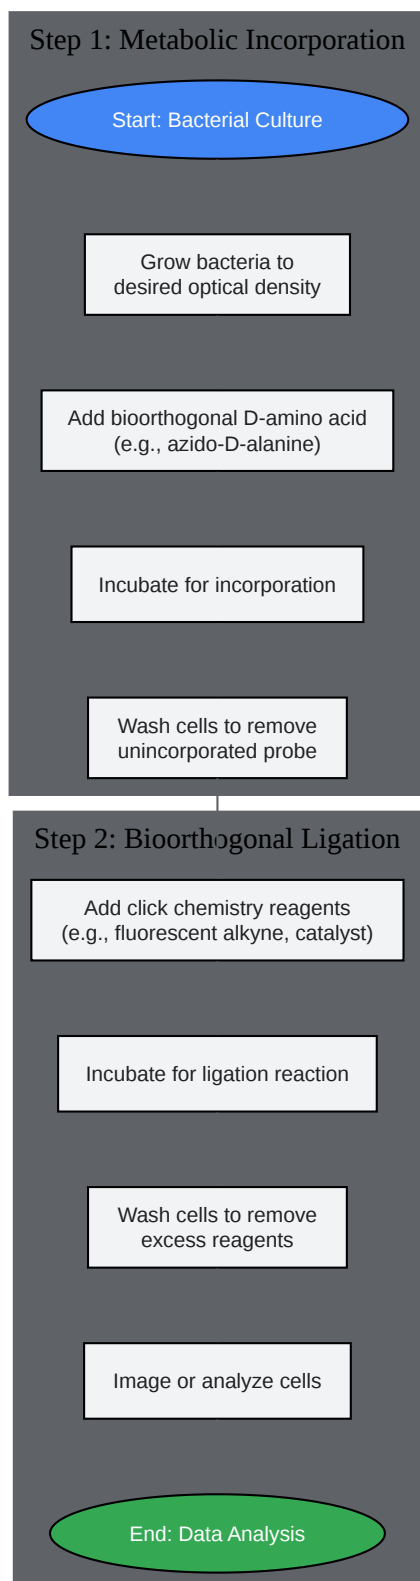 Step 1: Metabolic Incorporation
Start: Bacterial Culture
Grow bacteria to
desired optical density
Add bioorthogonal D-amino acid
(e.g., azido-D-alanine)
Incubate for incorporation
Wash cells to remove
unincorporated probe
Step 2: Bioorthogonal Ligation
Add click chemistry reagents
(e.g., fluorescent alkyne, catalyst)
Incubate for ligation reaction
Wash cells to remove
excess reagents
Image or analyze cells
End: Data Analysis